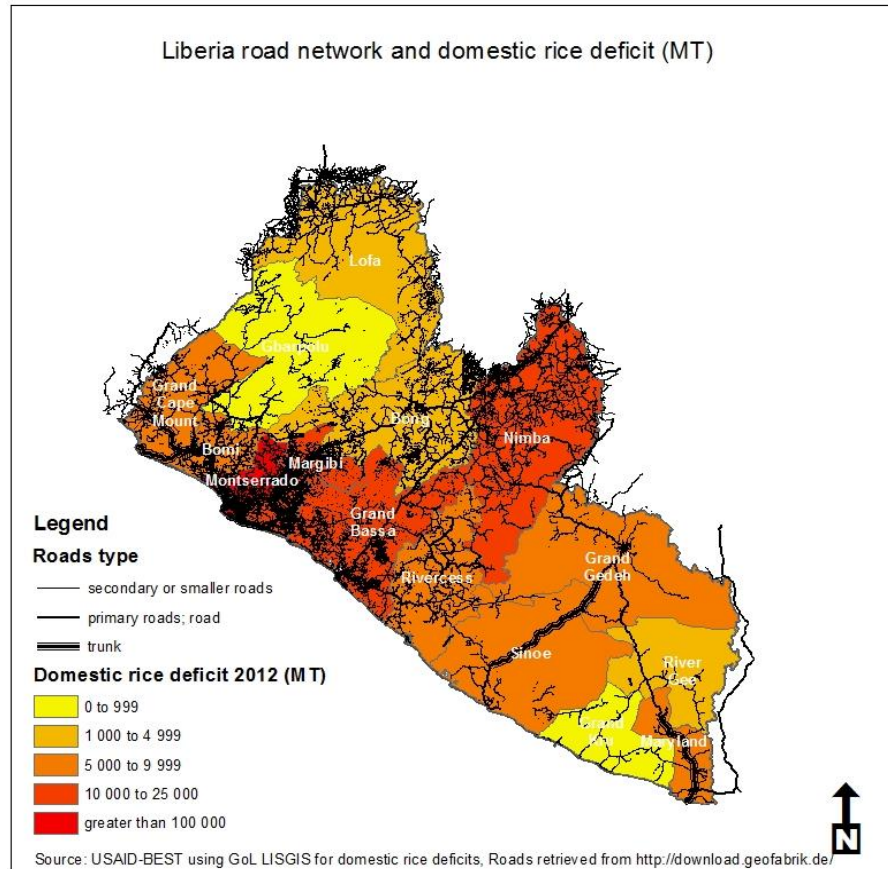 Liberia road network and domestic rice deficit (MT)
Lofa
Gbarpolu
Grand
Cape
Mount
Bong
Bomi
Margibi
Nimba
Montserrado
Grand
Bassa
Grand
Gedeh
Rivercess
Sinoe
River
Gee
Grand
Kru
Maryland
Legend
Roads type
secondary or smaller roads
primary roads; road
trunk
Domestic rice deficit 2012 (MT)
0 to 999
1 000 to 4 999
5 000 to 9 999
10 000 to 25 000
greater than 100 000
N
Source: USAID-BEST using GoL LISGIS for domestic rice deficits, Roads retrieved from http://download.geofabrik.de/